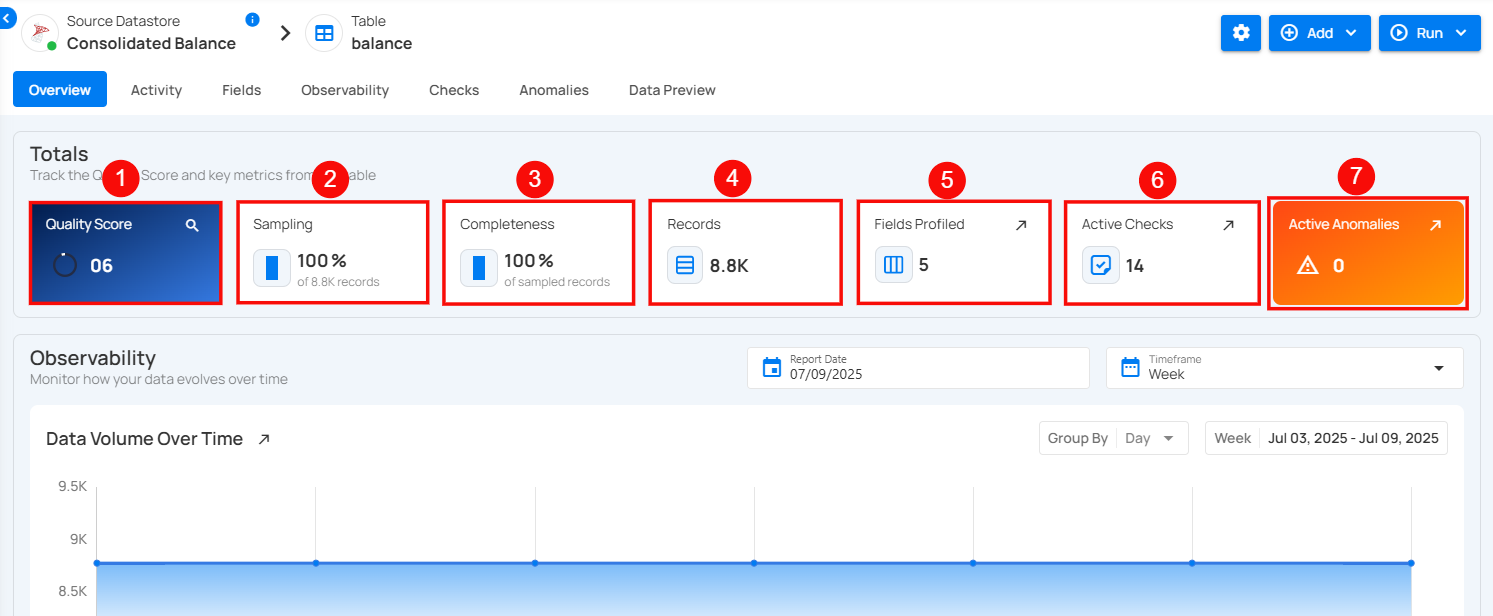 Source Datastore
Consolidated Balance
Table
balance
Add
Run
Overview
Activity
Fields
Observability
Checks
Anomalies
Data Preview
Totals
Track the Q Score and key metrics from able
1
2
3
4
5
6
7
Quality Score
06
Sampling
100 %
of 8.8K records
Completeness
100 %
of sampled records
Records
8.8K
Fields Profiled
5
Active Checks
14
Active Anomalies
0
Observability
Monitor how your data evolves over time
Report Date
07/09/2025
Timeframe
Week
Data Volume Over Time
Group By Day
Week Jul 03, 2025 - Jul 09, 2025
9.5K
9K
8.5K